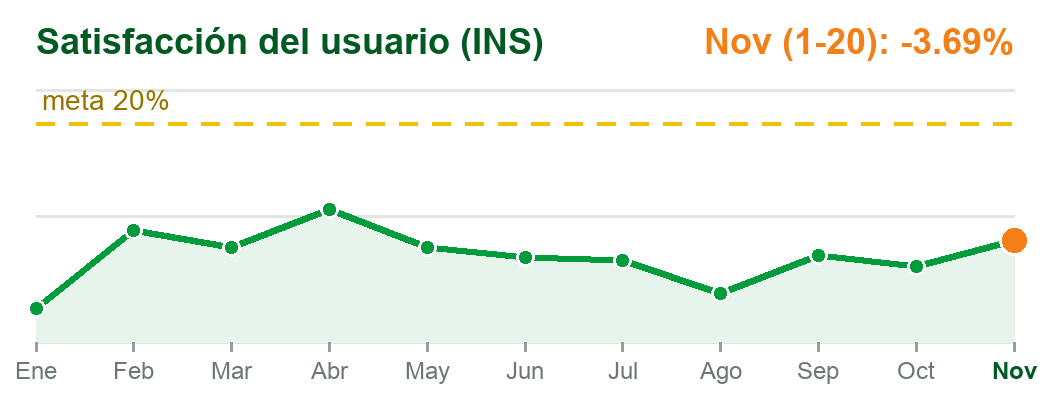 Satisfacción del usuario (INS)
Nov (1-20): -3.69%
meta 20%
Ene Feb Mar Abr May Jun Jul Ago Sep Oct Nov